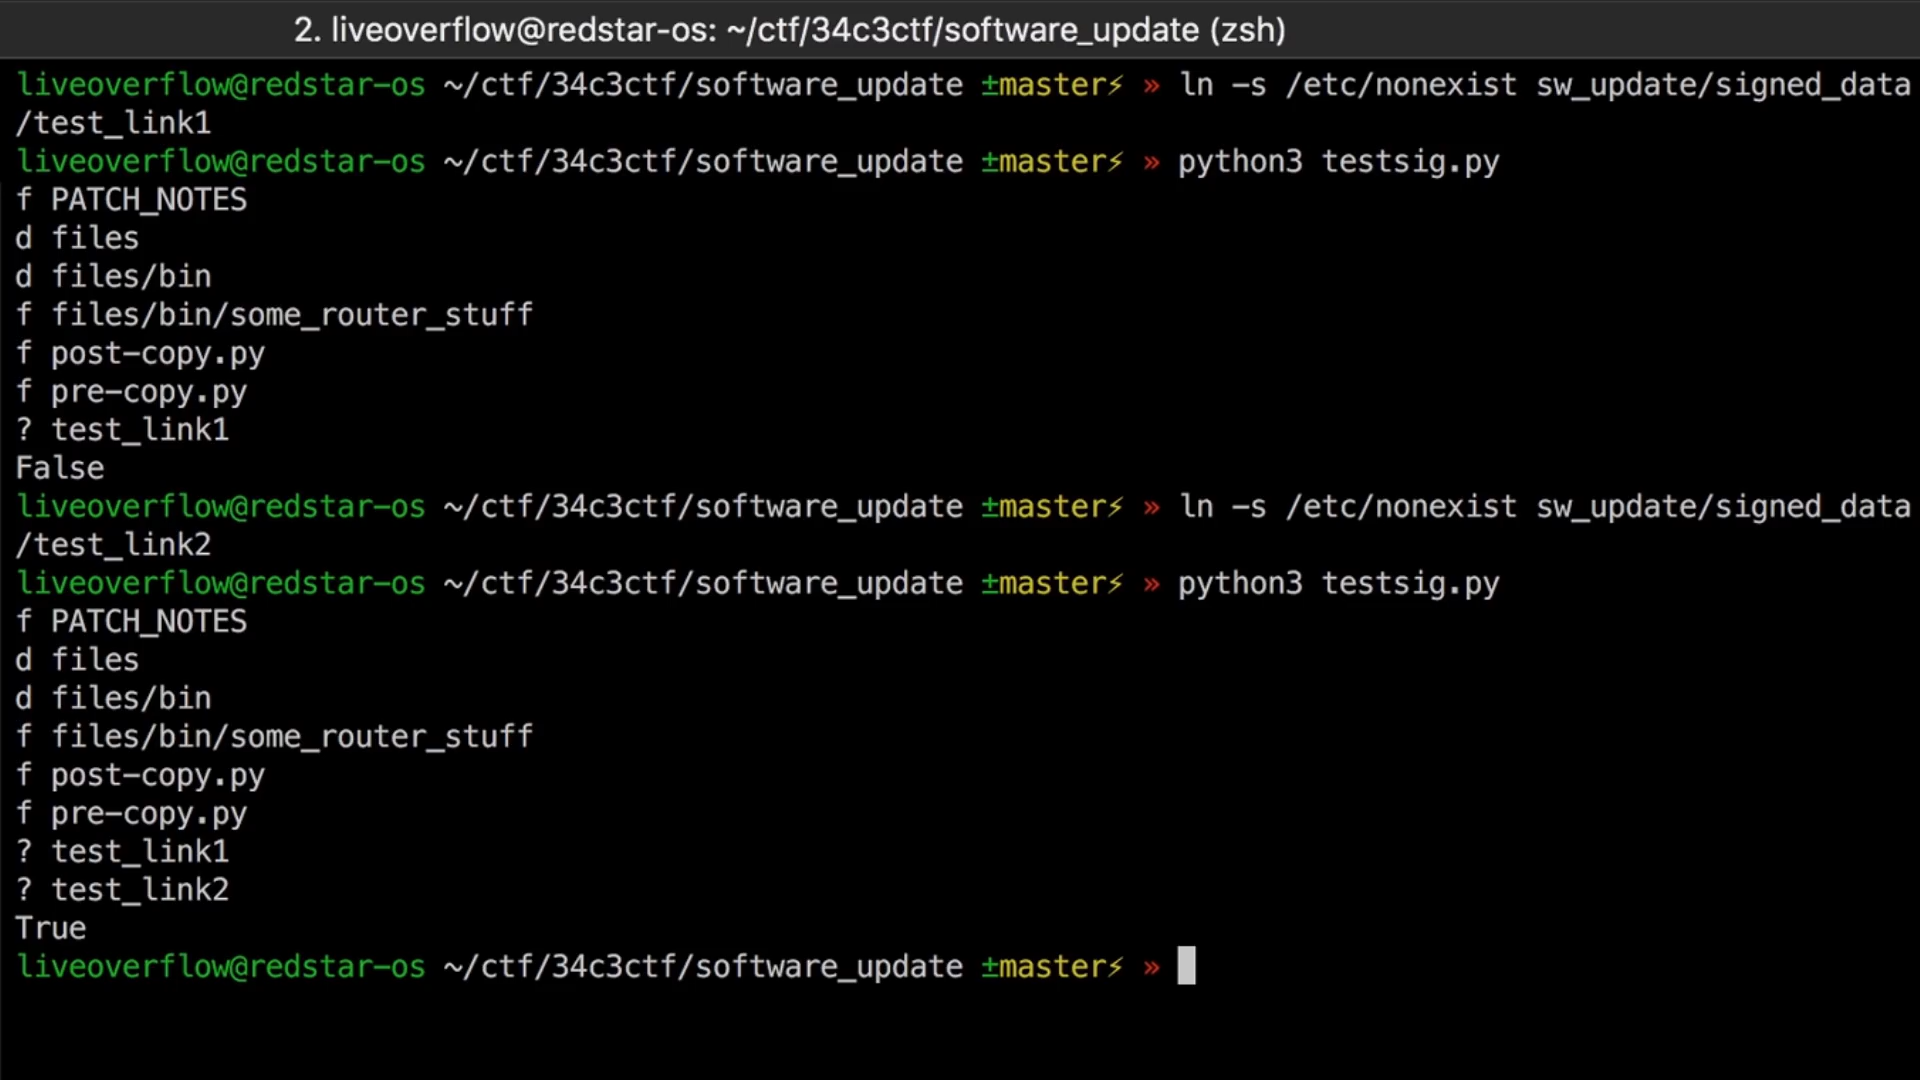 2. liveoverflow@redstar-os: ~/ctf/34c3ctf/software_update (zsh)
liveoverflow@redstar-os ~/ctf/34c3ctf/software_update ±master⚡ » ln -s /etc/nonexist sw_update/signed_data
/test_link1
liveoverflow@redstar-os ~/ctf/34c3ctf/software_update ±master⚡ » python3 testsig.py
f PATCH_NOTES
d files
d files/bin
f files/bin/some_router_stuff
f post-copy.py
f pre-copy.py
? test_link1
False
liveoverflow@redstar-os ~/ctf/34c3ctf/software_update ±master⚡ » ln -s /etc/nonexist sw_update/signed_data
/test_link2
liveoverflow@redstar-os ~/ctf/34c3ctf/software_update ±master⚡ » python3 testsig.py
f PATCH_NOTES
d files
d files/bin
f files/bin/some_router_stuff
f post-copy.py
f pre-copy.py
? test_link1
? test_link2
True
liveoverflow@redstar-os ~/ctf/34c3ctf/software_update ±master⚡ »